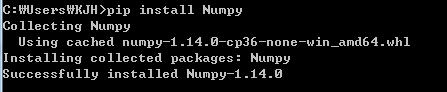 C:₩Users₩KJH>pip install Numpy
Collecting Numpy
  Using cached numpy-1.14.0-cp36-none-win_amd64.whl
Installing collected packages: Numpy
Successfully installed Numpy-1.14.0